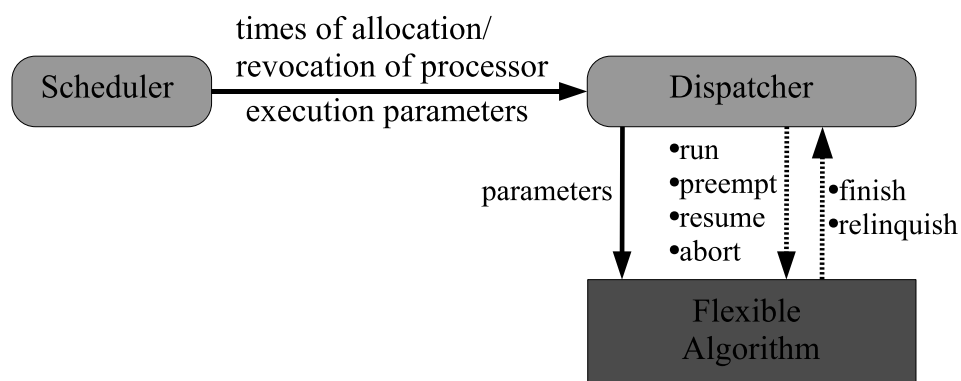 times of allocation/
revocation of processor
Scheduler
execution parameters
Dispatcher
parameters
•run
•preempt
•resume
•abort
•finish
•relinquish
Flexible
Algorithm